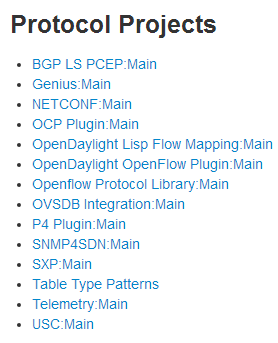 Protocol Projects
BGP LS PCEP:Main
Genius:Main
NETCONF:Main
OCP Plugin:Main
OpenDaylight Lisp Flow Mapping:Main
OpenDaylight OpenFlow Plugin:Main
Openflow Protocol Library:Main
OVSDB Integration:Main
P4 Plugin:Main
SNMP4SDN:Main
SXP:Main
Table Type Patterns
Telemetry:Main
USC:Main